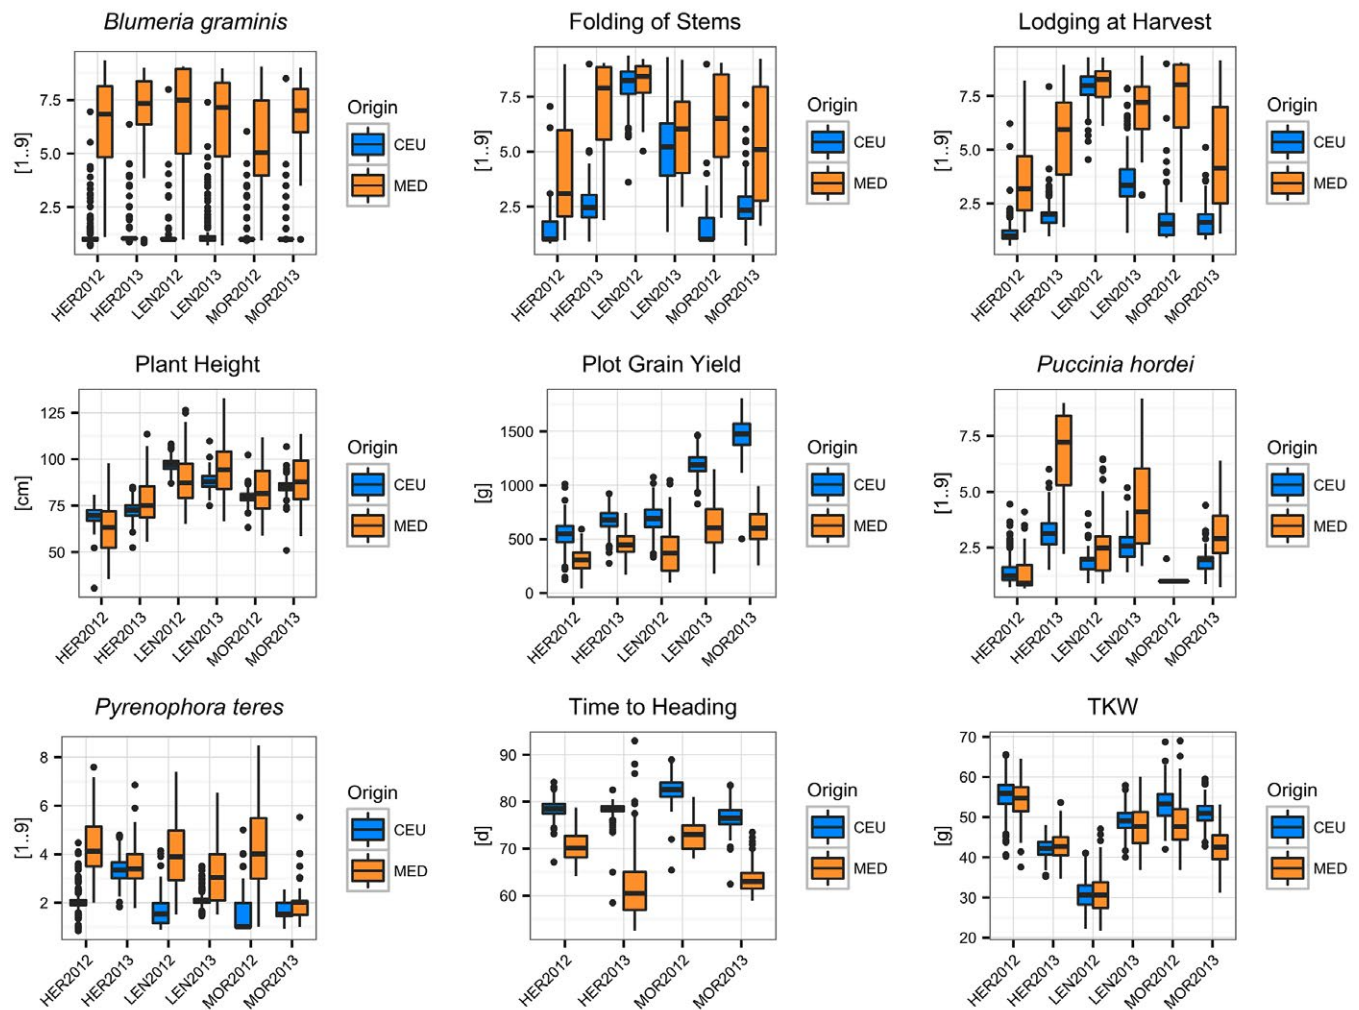 Blumeria graminis
[1..9]
7.5
5.0
2.5
HER2012
HER2013
LEN2012
LEN2013
MOR2012
MOR2013
Origin
CEU
MED
Folding of Stems
[1..9]
7.5
5.0
2.5
HER2012
HER2013
LEN2012
LEN2013
MOR2012
MOR2013
Origin
CEU
MED
Lodging at Harvest
[1..9]
7.5
5.0
2.5
HER2012
HER2013
LEN2012
LEN2013
MOR2012
MOR2013
Origin
CEU
MED
Plant Height
[cm]
125
100
75
50
HER2012
HER2013
LEN2012
LEN2013
MOR2012
MOR2013
Origin
CEU
MED
Plot Grain Yield
[g]
1500
1000
500
0
HER2012
HER2013
LEN2012
LEN2013
MOR2013
Origin
CEU
MED
Puccinia hordei
[1..9]
7.5
5.0
2.5
HER2012
HER2013
LEN2012
LEN2013
MOR2012
MOR2013
Origin
CEU
MED
Pyrenophora teres
[1..9]
8
6
4
2
HER2012
HER2013
LEN2012
LEN2013
MOR2012
MOR2013
Origin
CEU
MED
Time to Heading
[d]
90
80
70
60
HER2012
HER2013
MOR2012
MOR2013
Origin
CEU
MED
TKW
[g]
70
60
50
40
30
20
HER2012
HER2013
LEN2012
LEN2013
MOR2012
MOR2013
Origin
CEU
MED